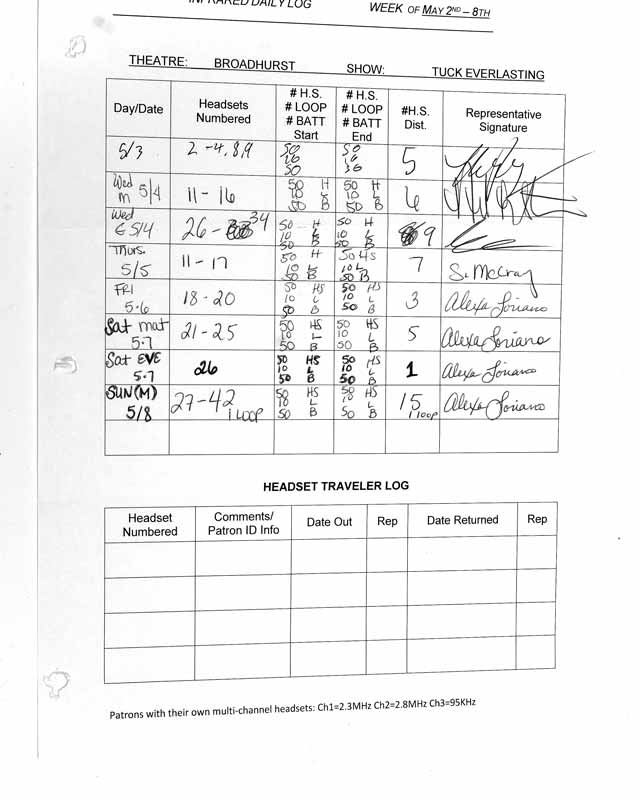 INFRARED DAILY LOG WEEK OF MAY 2ND – 8TH
THEATRE: BROADHURST SHOW: TUCK EVERLASTING
Day/Date Headsets Numbered # H.S. # LOOP # BATT Start # H.S. # LOOP # BATT End #H.S. Dist. Representative Signature
5/3 2-4,8,9 50 50 50 5
Wed M 5/4 11-16 50 H 10 L 50 B 50 H 10 L 50 B 6
Wed E 5/4 26-34 50 H 10 L 50 B 50 H 10 L 50 B 9
Thurs. 5/5 11-17 50 H 10 L 50 B 50 HS 10 L 50 B 7 S. McCray
FRI 5.6 18-20 50 HS 10 L 50 B 50 HS 10 L 50 B 3 Alexa Soriano
Sat mat 5.7 21-25 50 HS 10 L 50 B 50 HS 10 L 50 B 5 Alexa Soriano
Sat EVE 5.7 26 50 HS 10 L 50 B 50 HS 10 L 50 B 1 Alexa Soriano
SUN(M) 5/8 27-42 1 LOOP 50 HS 10 L 50 B 50 HS 10 L 50 B 15 1 loop Alexa Soriano
HEADSET TRAVELER LOG
Headset Numbered Comments/ Patron ID Info Date Out Rep Date Returned Rep
Patrons with their own multi-channel headsets: Ch1=2.3MHz Ch2=2.8MHz Ch3=95KHz